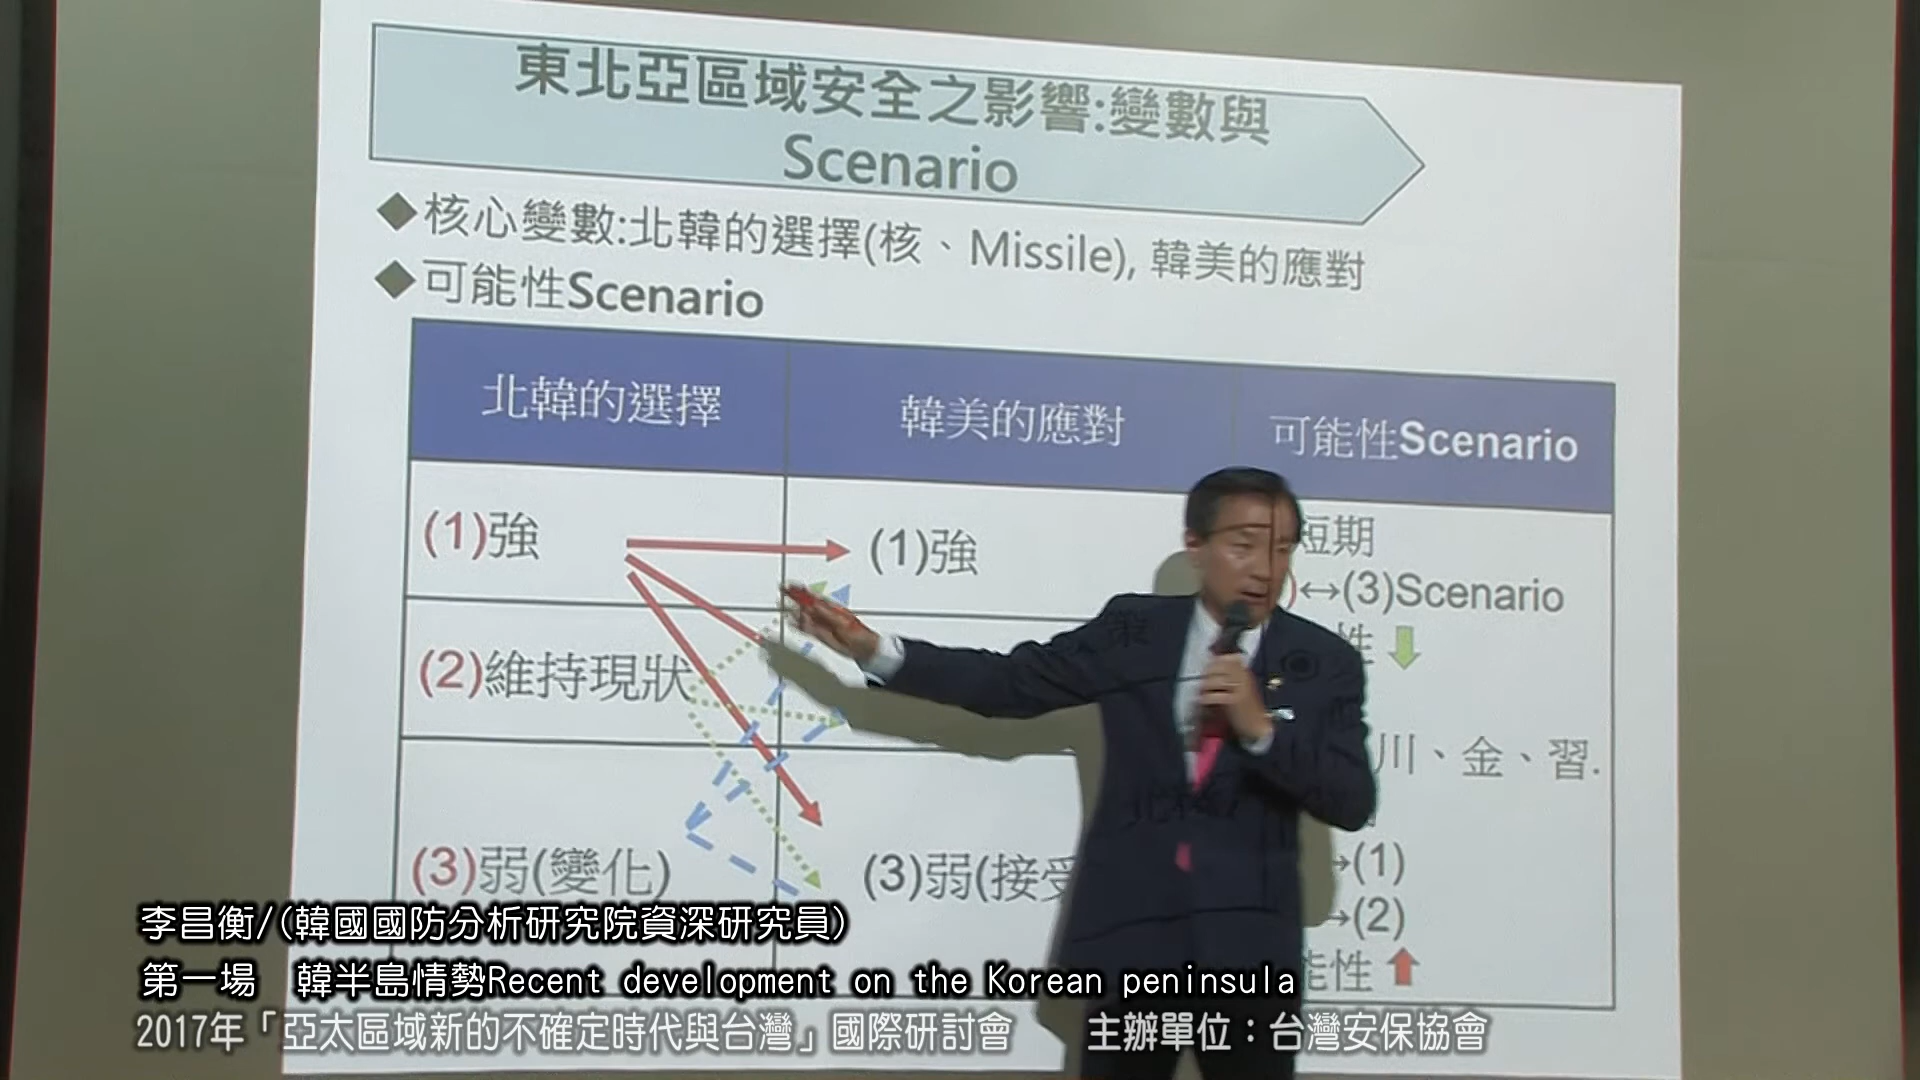 東北亞區域安全之影響:變數與
Scenario
◆核心變數:北韓的選擇(核、Missile), 韓美的應對
◆可能性Scenario
北韓的選擇
韓美的應對
可能性Scenario
(1)強
(1)強
短期
↔(3)Scenario
性
(2)維持現狀
川、金、習.
(3)弱(變化)
(3)弱(接受
→(1)
→(2)
能性
李昌衡/(韓國國防分析研究院資深研究員)
第一場 韓半島情勢Recent development on the Korean peninsula
2017年「亞太區域新的不確定時代與台灣」國際研討會 主辦單位：台灣安保協會